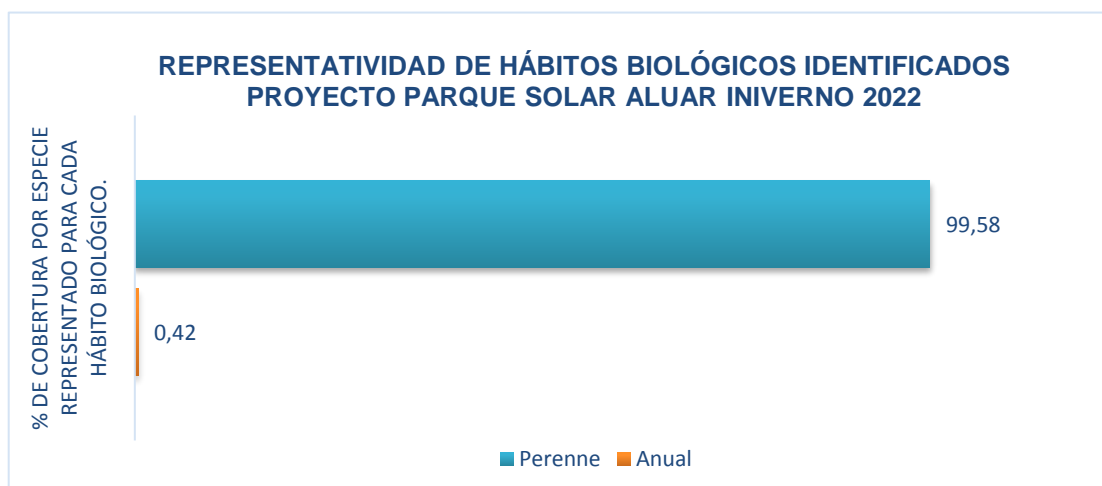 REPRESENTATIVIDAD DE HÁBITOS BIOLÓGICOS IDENTIFICADOS
PROYECTO PARQUE SOLAR ALUAR INIVERNO 2022
% DE COBERTURA POR ESPECIE
REPRESENTADO PARA CADA
HÁBITO BIOLÓGICO.
99,58
0,42
Perenne
Anual